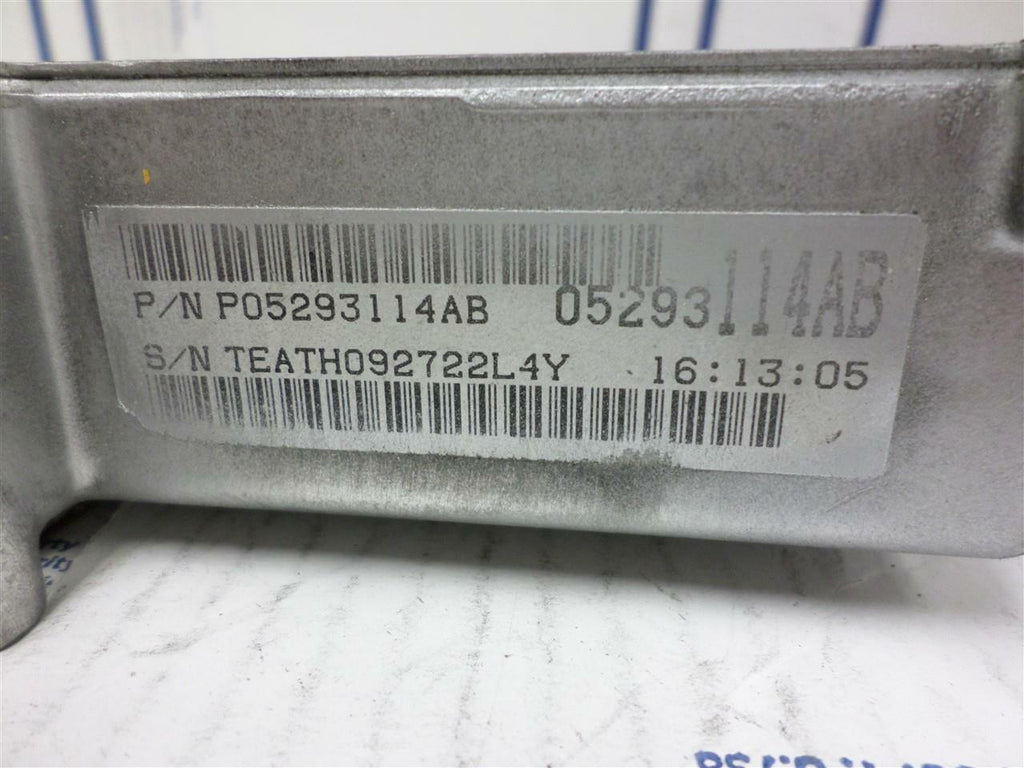 P/N P05293114AB 05293114AB
S/N TEATH092722L4Y 16:13:05